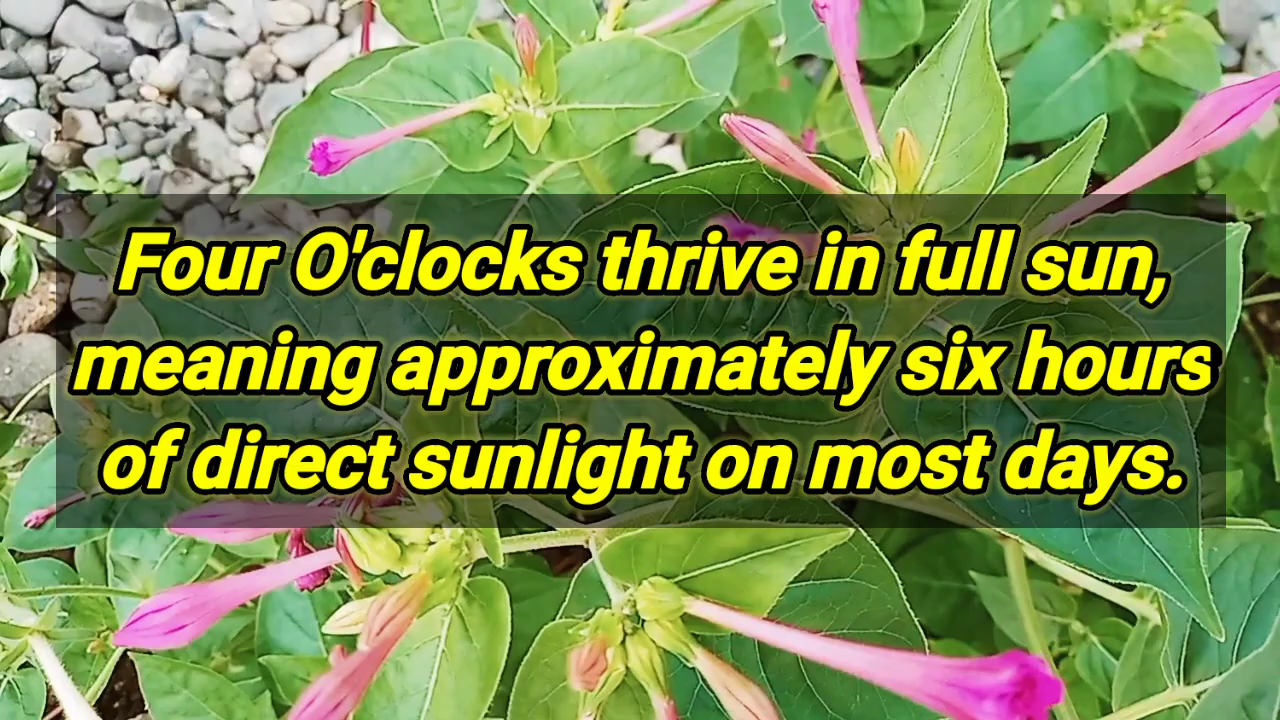 Four O'clocks thrive in full sun,
meaning approximately six hours
of direct sunlight on most days.